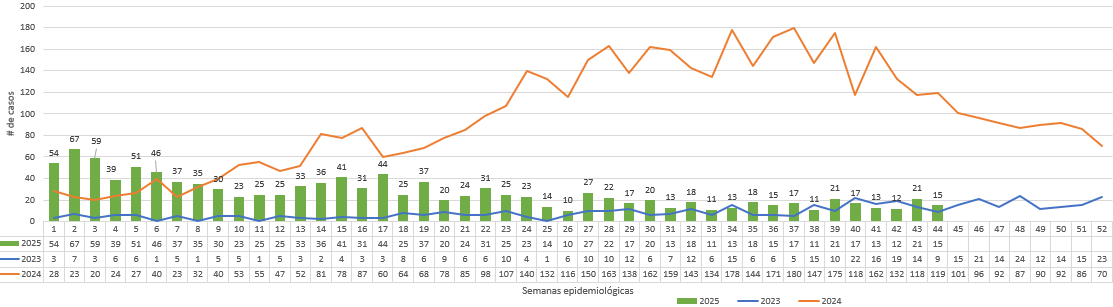 200
180
160
140
120
100
80
60
40
20
0
# de casos
54 67 59 39 51 46 37 35 30 23 25 25 33 36 41 31 44 25 37 20 24 31 25 23 14 10 27 22 17 20 13 18 11 13 18 15 17 11 21 17 13 12 21 15
1 2 3 4 5 6 7 8 9 10 11 12 13 14 15 16 17 18 19 20 21 22 23 24 25 26 27 28 29 30 31 32 33 34 35 36 37 38 39 40 41 42 43 44 45 46 47 48 49 50 51 52
2025 54 67 59 39 51 46 37 35 30 23 25 25 33 36 41 31 44 25 37 20 24 31 25 23 14 10 27 22 17 20 13 18 11 13 18 15 17 11 21 17 13 12 21 15
2023 3 7 3 6 6 1 5 1 5 5 1 5 3 2 4 3 3 8 6 9 6 6 10 4 1 6 10 10 12 6 7 12 6 15 6 6 5 15 10 22 16 19 14 9 15 21 14 24 12 14 15 23
2024 28 23 20 24 27 40 23 32 40 53 55 47 52 81 78 87 60 64 68 78 85 98 107 140 132 116 150 163 138 162 159 143 134 178 144 171 180 147 175 118 162 132 118 119 101 96 92 87 90 92 86 70
Semanas epidemiológicas
2025 2023 2024